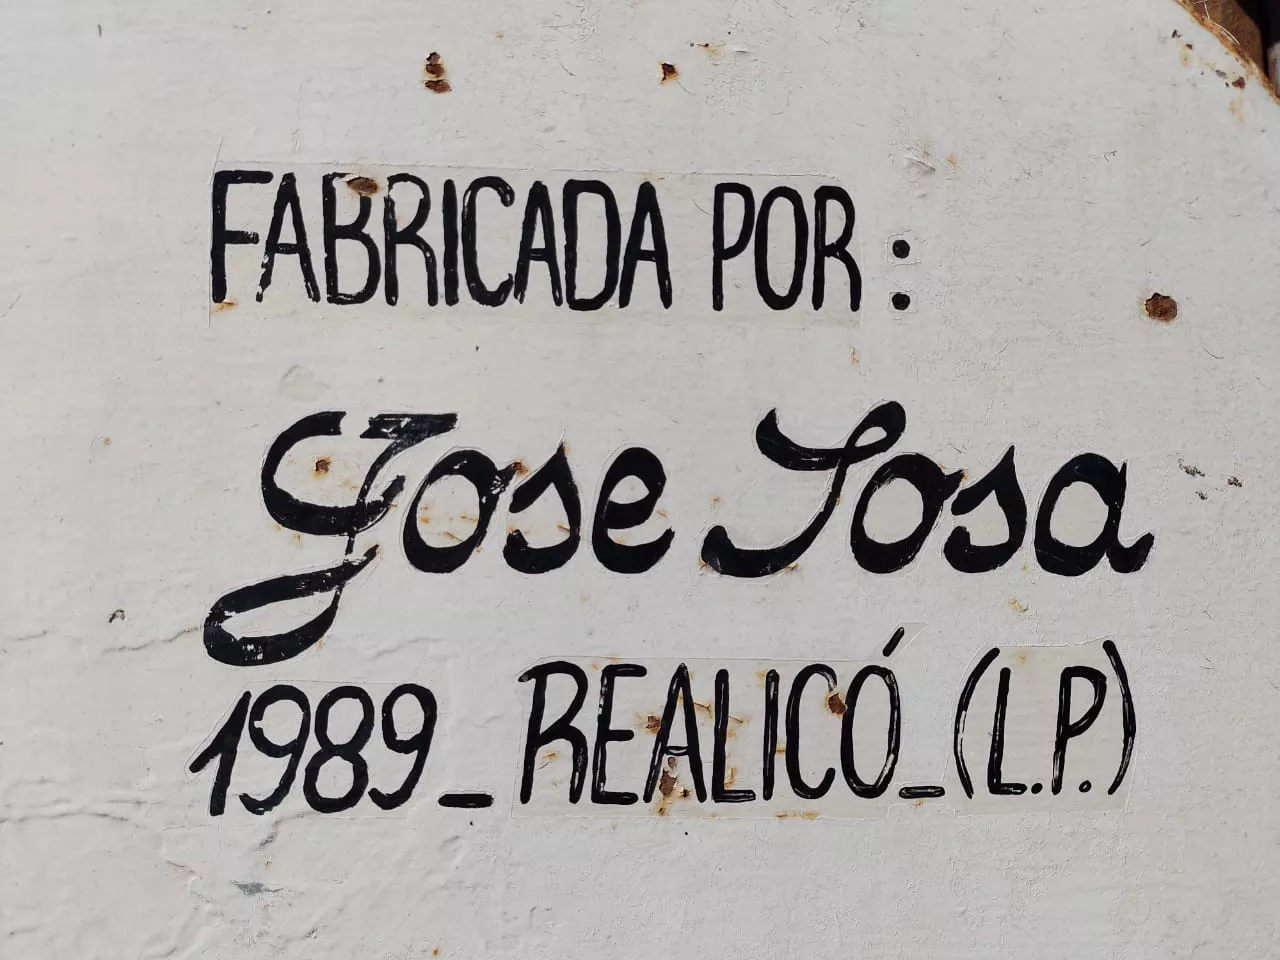 FABRICADA POR:
Jose Sosa
1989_REALICÓ_(L.P.)